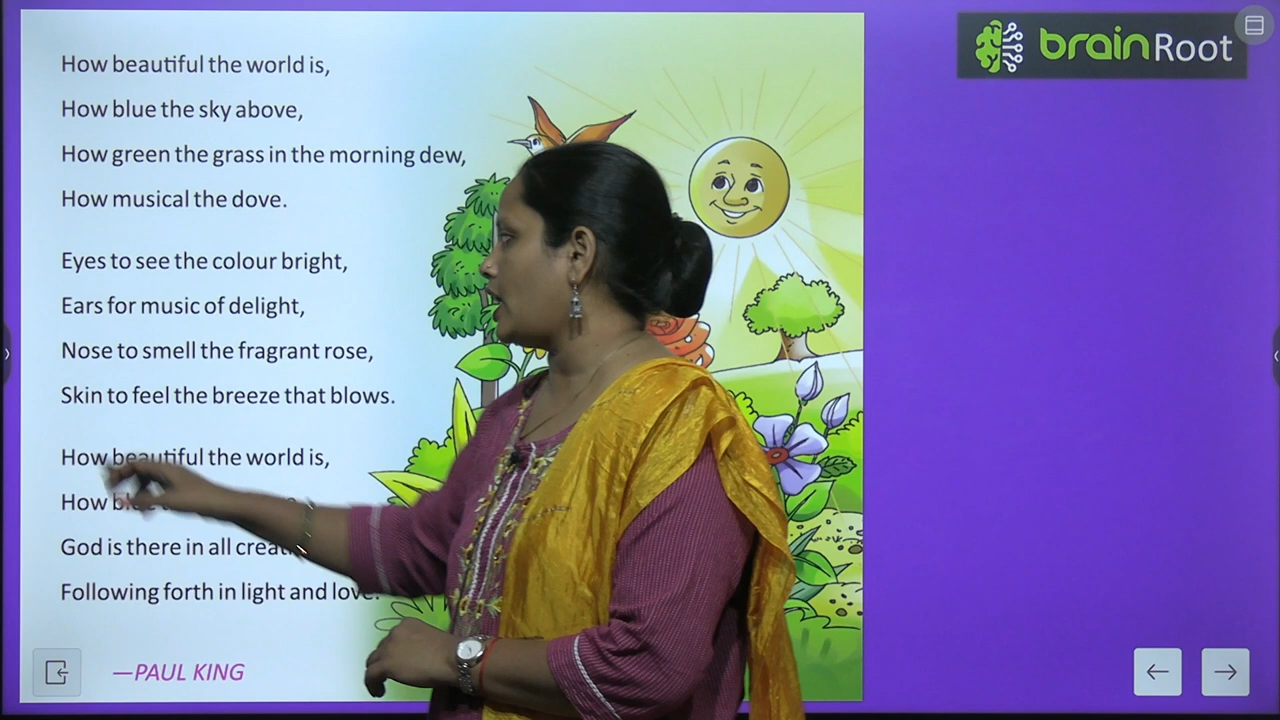 How beautiful the world is,
How blue the sky above,
How green the grass in the morning dew,
How musical the dove.
Eyes to see the colour bright,
Ears for music of delight,
Nose to smell the fragrant rose,
Skin to feel the breeze that blows.
How beautiful the world is,
How blue
God is there in all
Following forth in light and love.
—PAUL KING
brainRoot